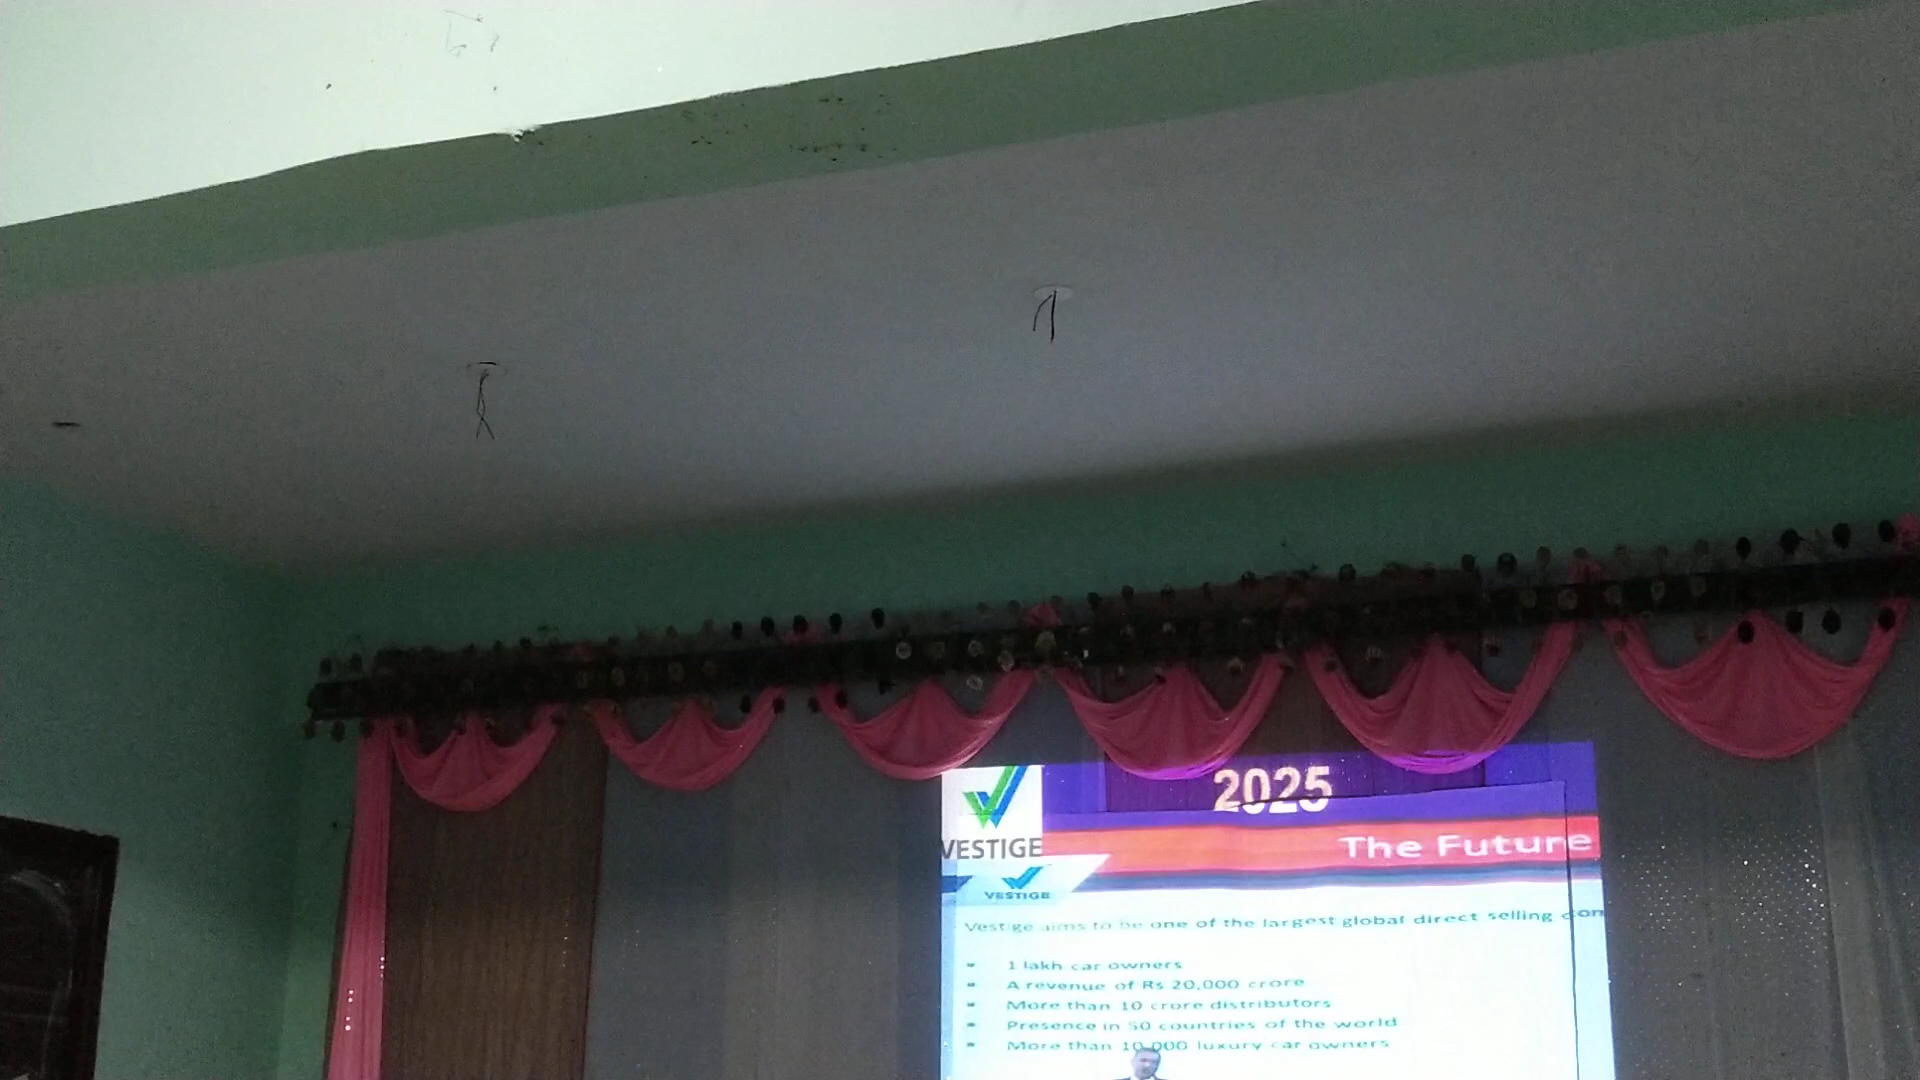 2025
The Future
VESTIGE
VESTIGE
Vestige aims to be one of the largest global direct selling com
1 lakh car owners
A revenue of Rs 20,000 crore
More than 10 crore distributors
Presence in 50 countries of the world
More than 10,000 luxury car owners